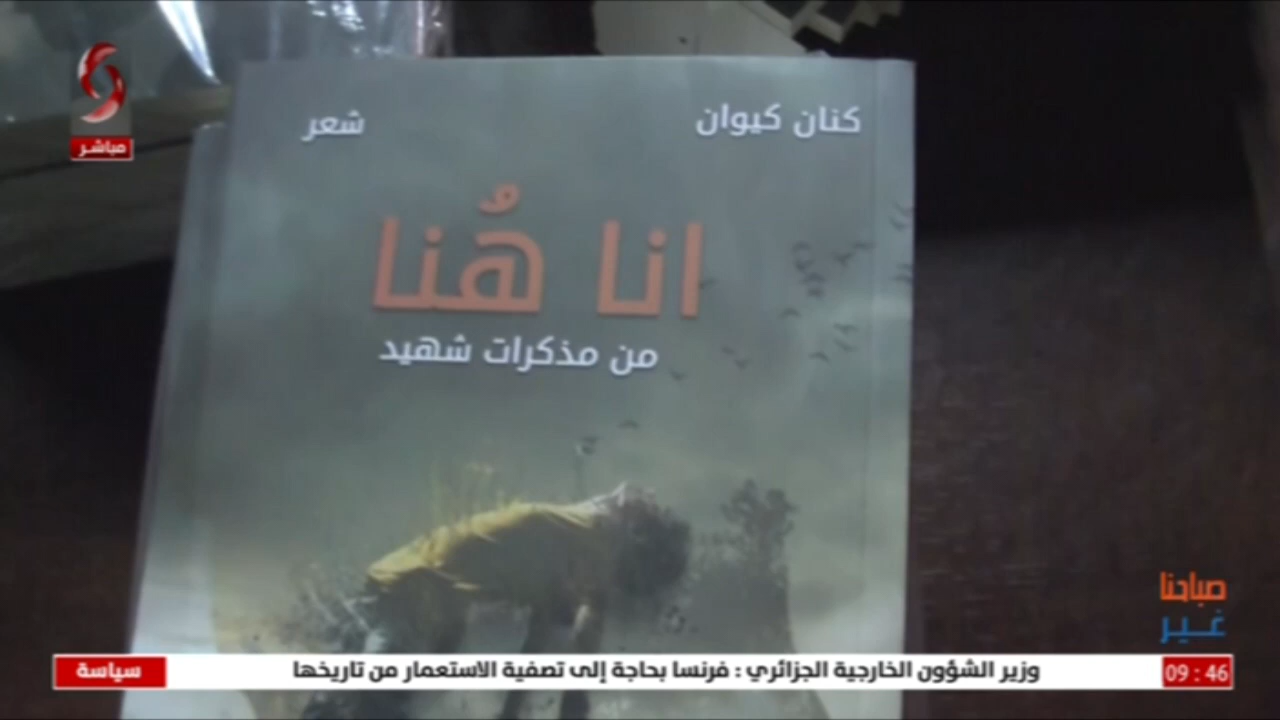 مباشر
كنان كيوان
شعر
انا هُنا
من مذكرات شهيد
صباحنا
غير
سياسة
وزير الشؤون الخارجية الجزائري : فرنسا بحاجة إلى تصفية الاستعمار من تاريخها
09 : 46